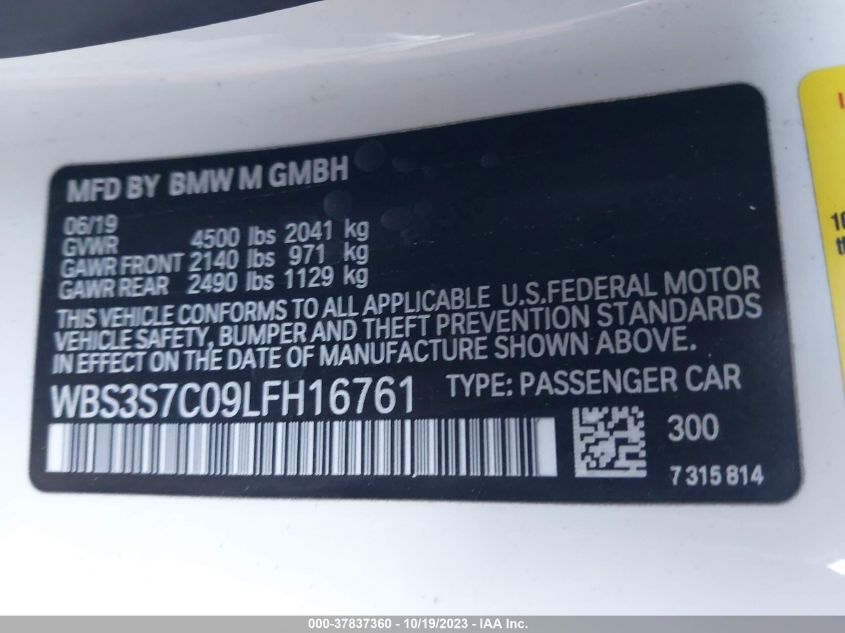 MFD BY BMW M GMBH
06/19
GVWR 4500 lbs 2041 kg
GAWR FRONT 2140 lbs 971 kg
GAWR REAR 2490 lbs 1129 kg
THIS VEHICLE CONFORMS TO ALL APPLICABLE U.S.FEDERAL MOTOR
VEHICLE SAFETY, BUMPER AND THEFT PREVENTION STANDARDS
IN EFFECT ON THE DATE OF MANUFACTURE SHOWN ABOVE.
WBS3S7C09LFH16761 TYPE: PASSENGER CAR
300
7315814
000-37837360 - 10/19/2023 - IAA Inc.